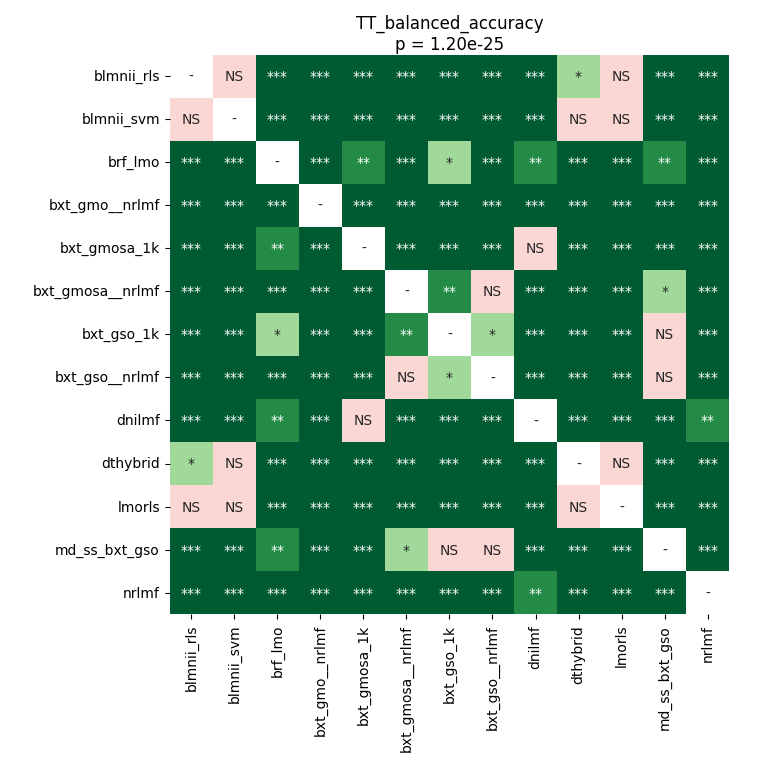 TT_balanced_accuracy
p = 1.20e-25
blmnii_rls - NS *** *** *** *** *** *** *** * NS *** ***
blmnii_svm NS - *** *** *** *** *** *** *** NS NS *** ***
brf_lmo *** *** - *** ** *** * *** ** *** *** ** ***
bxt_gmo__nrlmf *** *** *** - *** *** *** *** *** *** *** *** ***
bxt_gmosa_1k *** *** ** *** - *** *** *** NS *** *** *** ***
bxt_gmosa__nrlmf *** *** *** *** *** - ** NS *** *** *** * ***
bxt_gso_1k *** *** * *** *** ** - * *** *** *** NS ***
bxt_gso__nrlmf *** *** *** *** *** NS * - *** *** *** NS ***
dnilmf *** *** ** *** NS *** *** *** - *** *** *** **
dthybrid * NS *** *** *** *** *** *** *** - NS *** ***
lmorls NS NS *** *** *** *** *** *** *** NS - *** ***
md_ss_bxt_gso *** *** ** *** *** * NS NS *** *** *** - ***
nrlmf *** *** *** *** *** *** *** *** ** *** *** *** -
blmnii_rls
blmnii_svm
brf_lmo
bxt_gmo__nrlmf
bxt_gmosa_1k
bxt_gmosa__nrlmf
bxt_gso_1k
bxt_gso__nrlmf
dnilmf
dthybrid
lmorls
md_ss_bxt_gso
nrlmf